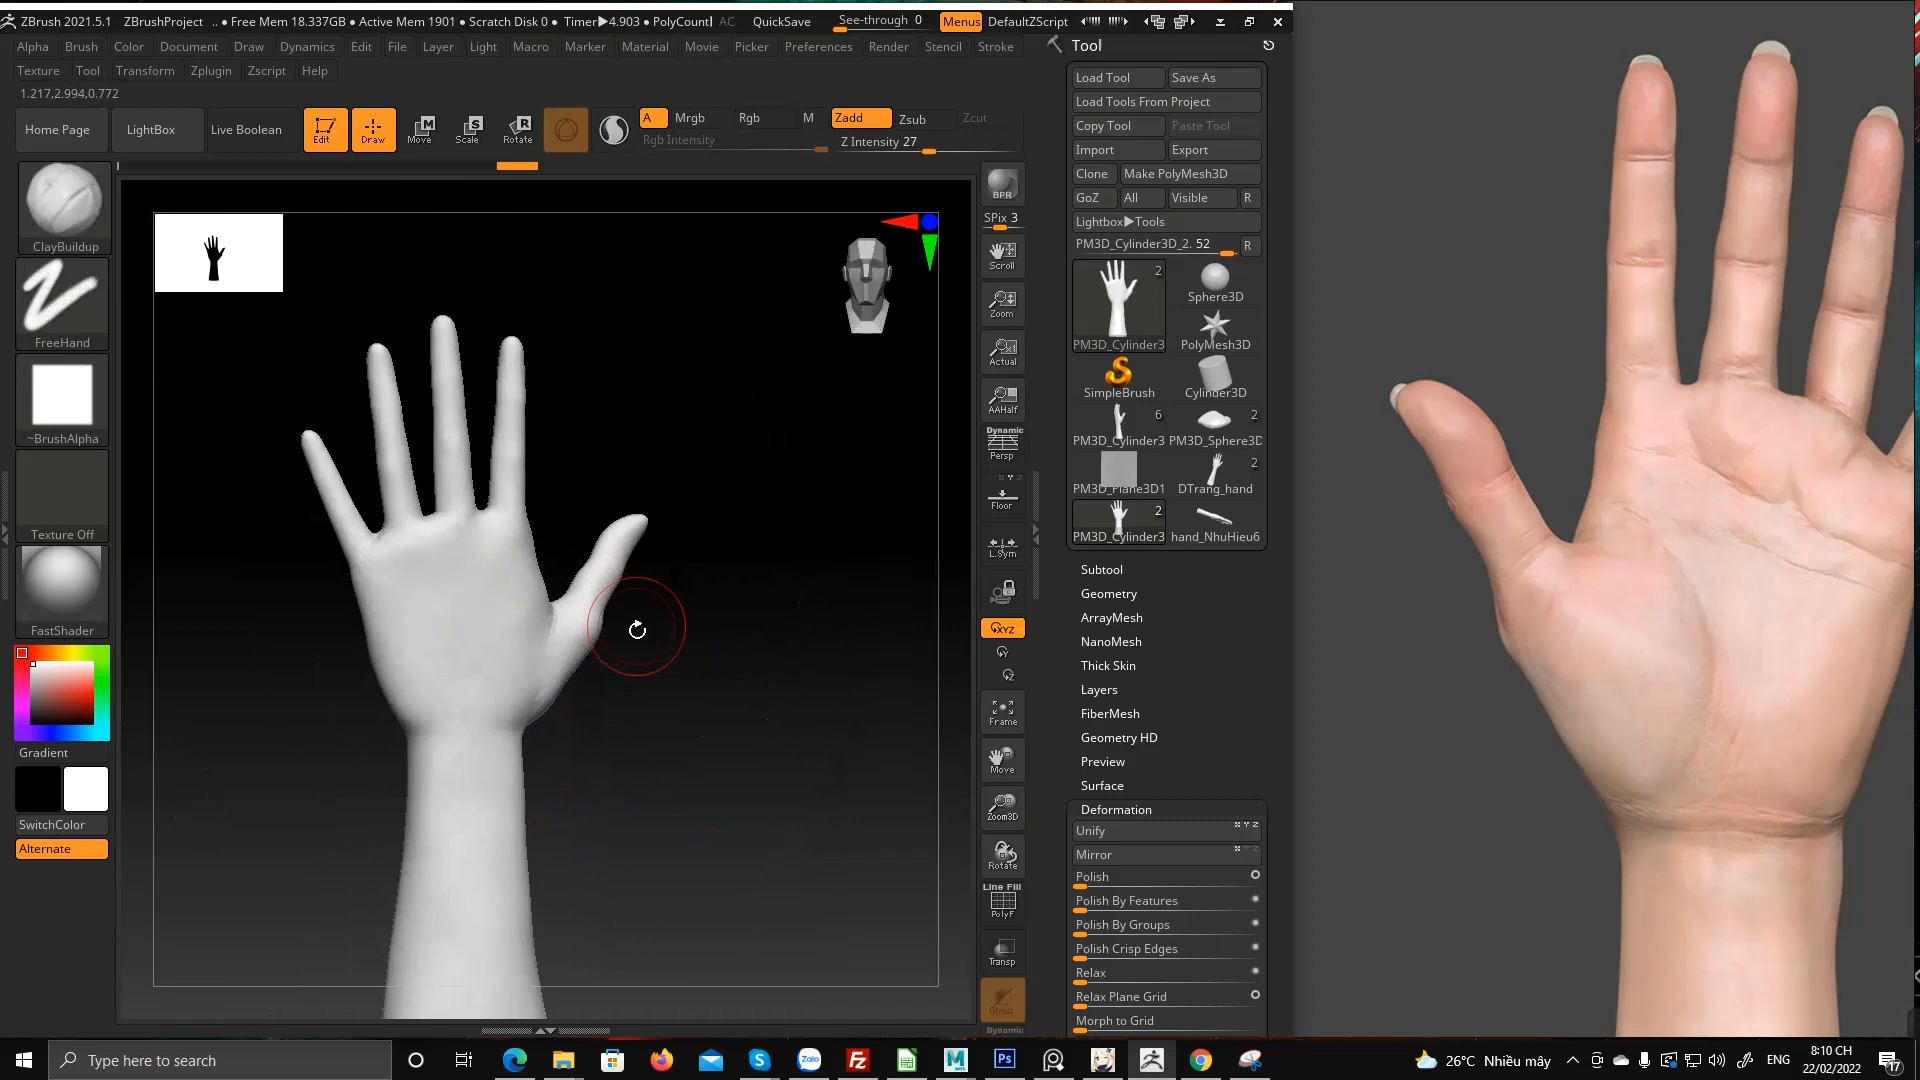 ZBrush 2021.5.1 ZBrushProject .. ● Free Mem 18.337GB ● Active Mem 1901 ● Scratch Disk 0 ● Timer▶4.903 ● PolyCount AC QuickSave See-through 0 Menus DefaultZScript
Alpha Brush Color Document Draw Dynamics Edit File Layer Light Macro Marker Material Movie Picker Preferences Render Stencil Stroke
Texture Tool Transform Zplugin Zscript Help
1.217,2.994,0.772
Home Page LightBox Live Boolean Edit Draw Move Scale Rotate
A Mrgb Rgb M Zadd Zsub Zcut
Rgb Intensity Z Intensity 27
ClayBuildup
FreeHand
~BrushAlpha
Texture Off
FastShader
Gradient
SwitchColor
Alternate
BPR
SPix 3
Scroll
Zoom
Actual
AAHalf
Dynamic
Persp
Floor
L.Sym
XYZ
Frame
Move
Zoom3D
Rotate
Line Fill
PolyF
Transp
Ghost
Dynamic
Tool
Load Tool Save As
Load Tools From Project
Copy Tool Paste Tool
Import Export
Clone Make PolyMesh3D
GoZ All Visible R
Lightbox▶Tools
PM3D_Cylinder3D_2. 52 R
2
Sphere3D
PM3D_Cylinder3 PolyMesh3D
SimpleBrush Cylinder3D
6 2
PM3D_Cylinder3 PM3D_Sphere3D
2
PM3D_Plane3D1 DTrang_hand
2
PM3D_Cylinder3 hand_NhuHieu6
Subtool
Geometry
ArrayMesh
NanoMesh
Thick Skin
Layers
FiberMesh
Geometry HD
Preview
Surface
Deformation
Unify
Mirror
Polish
Polish By Features
Polish By Groups
Polish Crisp Edges
Relax
Relax Plane Grid
Morph to Grid
Type here to search
26°C Nhiều mây
ENG
8:10 CH
22/02/2022
17